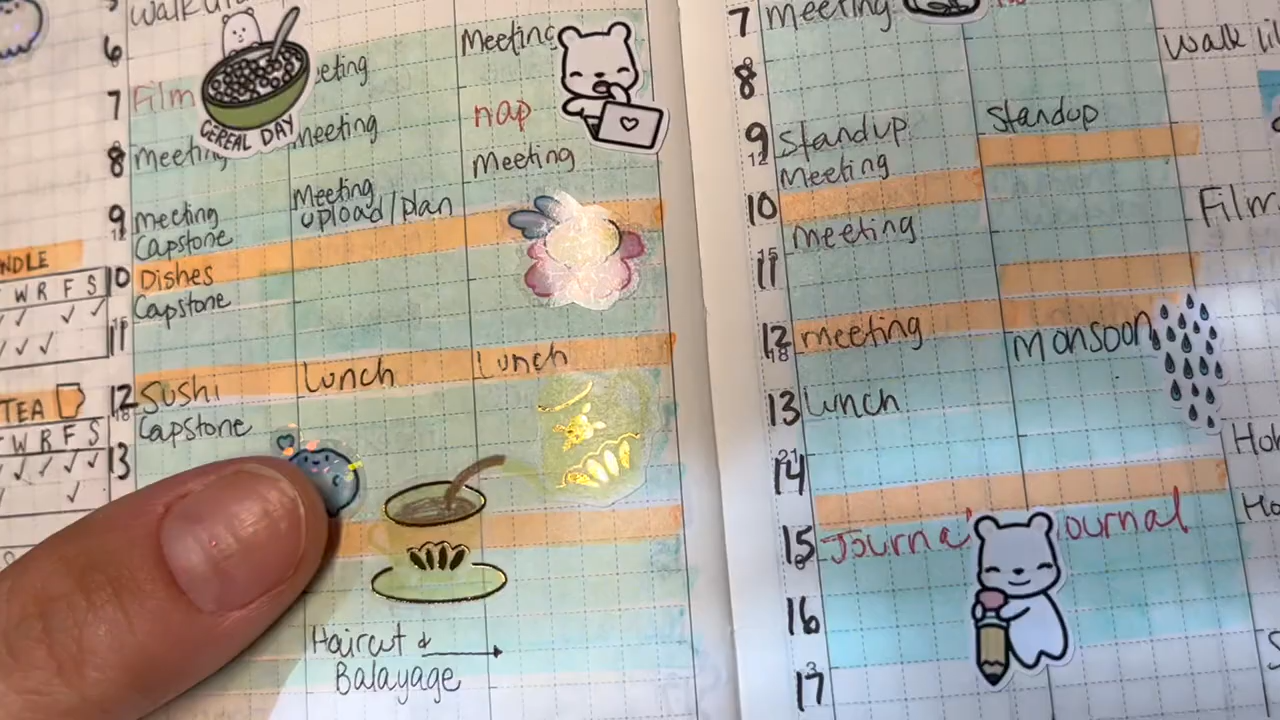 6
7
8
9
10
11
12
13
NDLE
W R F S
TEA
W R F S
Film
CEREAL DAY
Meeting
Meeting
Capstone
Dishes
Capstone
Sushi
Capstone
Meeting
Meeting
upload/plan
Lunch
Haircut &
Balayage
Meeting
nap
Meeting
Lunch
7
8
9
12
10
11
12
18
13
14
15
16
17
Meeting
Standup
Meeting
Meeting
meeting
Lunch
Journal
Standup
Monsoon
Journal
Walk
Film